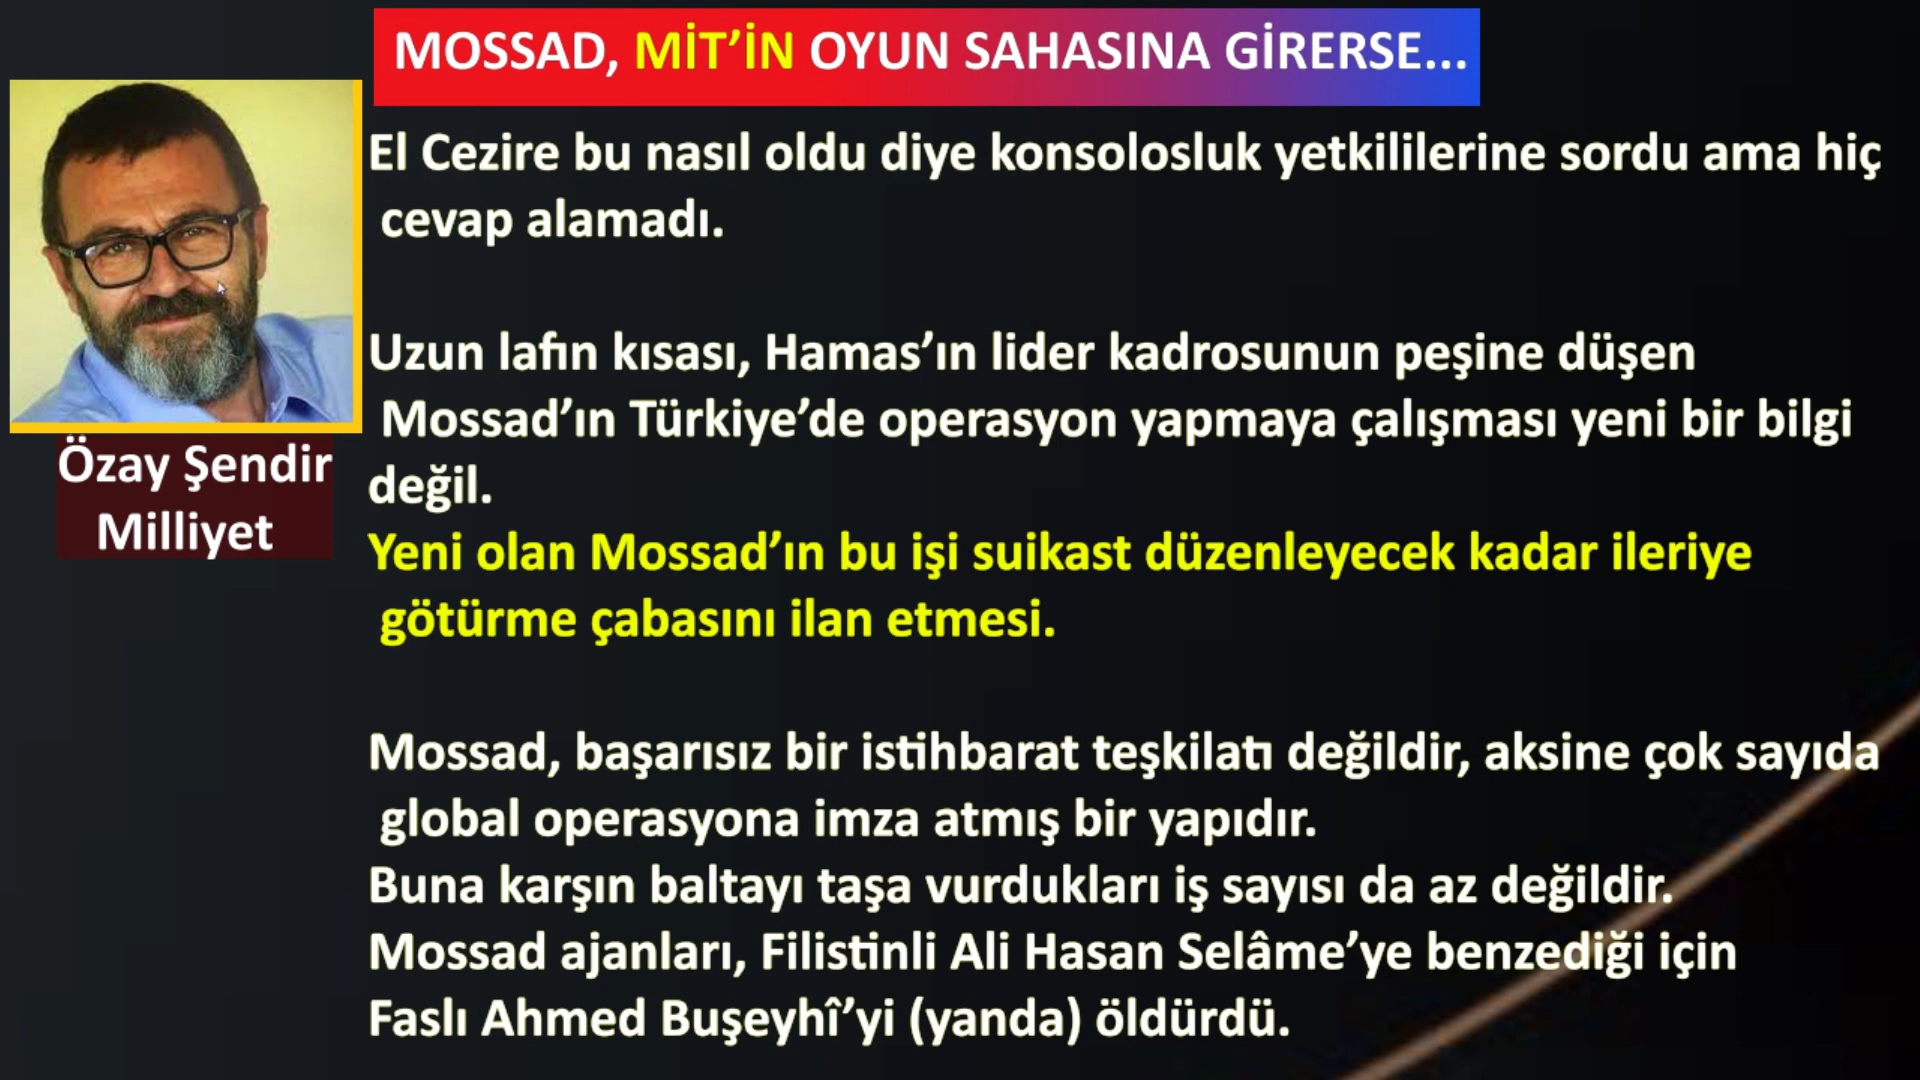 MOSSAD, MİT’İN OYUN SAHASINA GİRERSE...
El Cezire bu nasıl oldu diye konsolosluk yetkililerine sordu ama hiç
cevap alamadı.
Uzun lafın kısası, Hamas’ın lider kadrosunun peşine düşen
Mossad’ın Türkiye’de operasyon yapmaya çalışması yeni bir bilgi
değil.
Yeni olan Mossad’ın bu işi suikast düzenleyecek kadar ileriye
götürme çabasını ilan etmesi.
Mossad, başarısız bir istihbarat teşkilatı değildir, aksine çok sayıda
global operasyona imza atmış bir yapıdır.
Buna karşın baltayı taşa vurdukları iş sayısı da az değildir.
Mossad ajanları, Filistinli Ali Hasan Selâme’ye benzediği için
Faslı Ahmed Buşeyhî’yi (yanda) öldürdü.
Özay Şendir
Milliyet